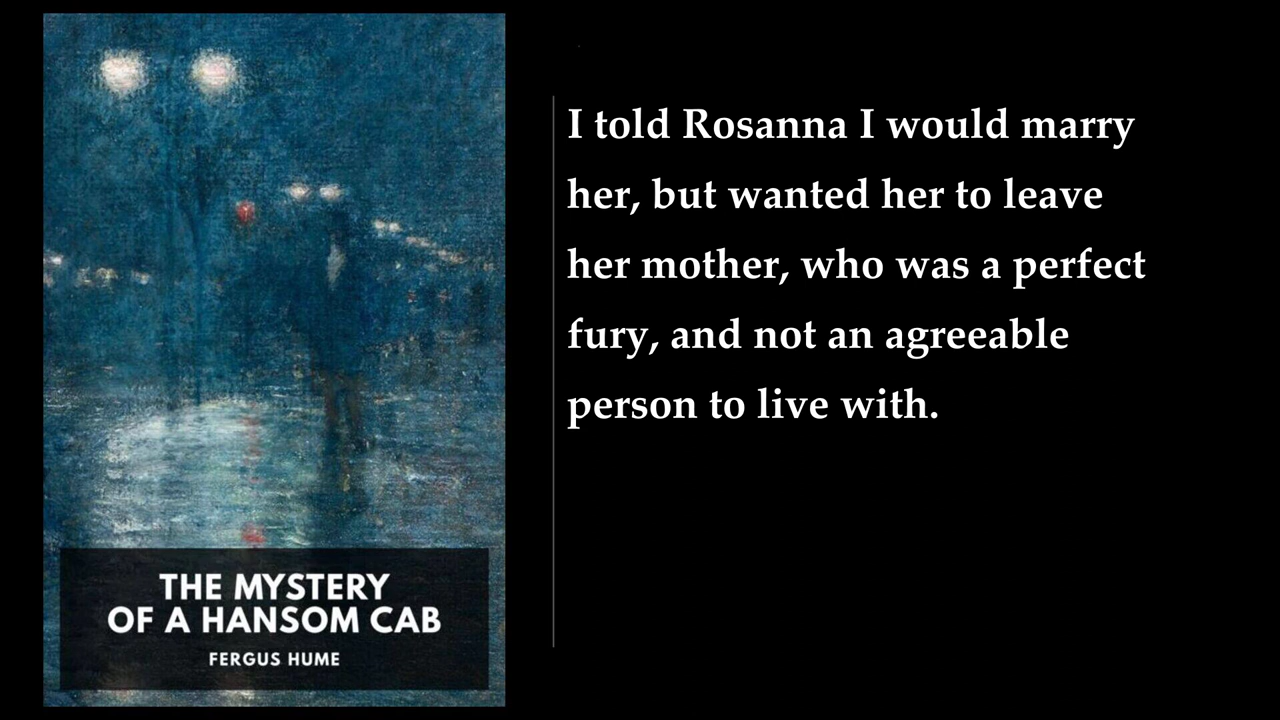 I told Rosanna I would marry
her, but wanted her to leave
her mother, who was a perfect
fury, and not an agreeable
person to live with.
THE MYSTERY
OF A HANSOM CAB
FERGUS HUME